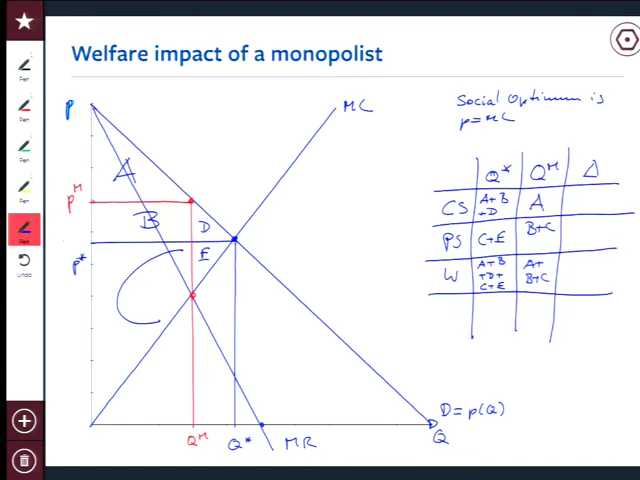 Welfare impact of a monopolist
Pen
Pen
Pen
Pen
Pen
Undo
P
A
P^M
B
D
E
P*
C
MC
Q^M
Q*
MR
D=p(Q)
Q
Social Optimum is
p=MC
Q* Q^M Δ
CS A+B +D A
PS C+E B+C
W A+B +D+ C+E A+ B+C